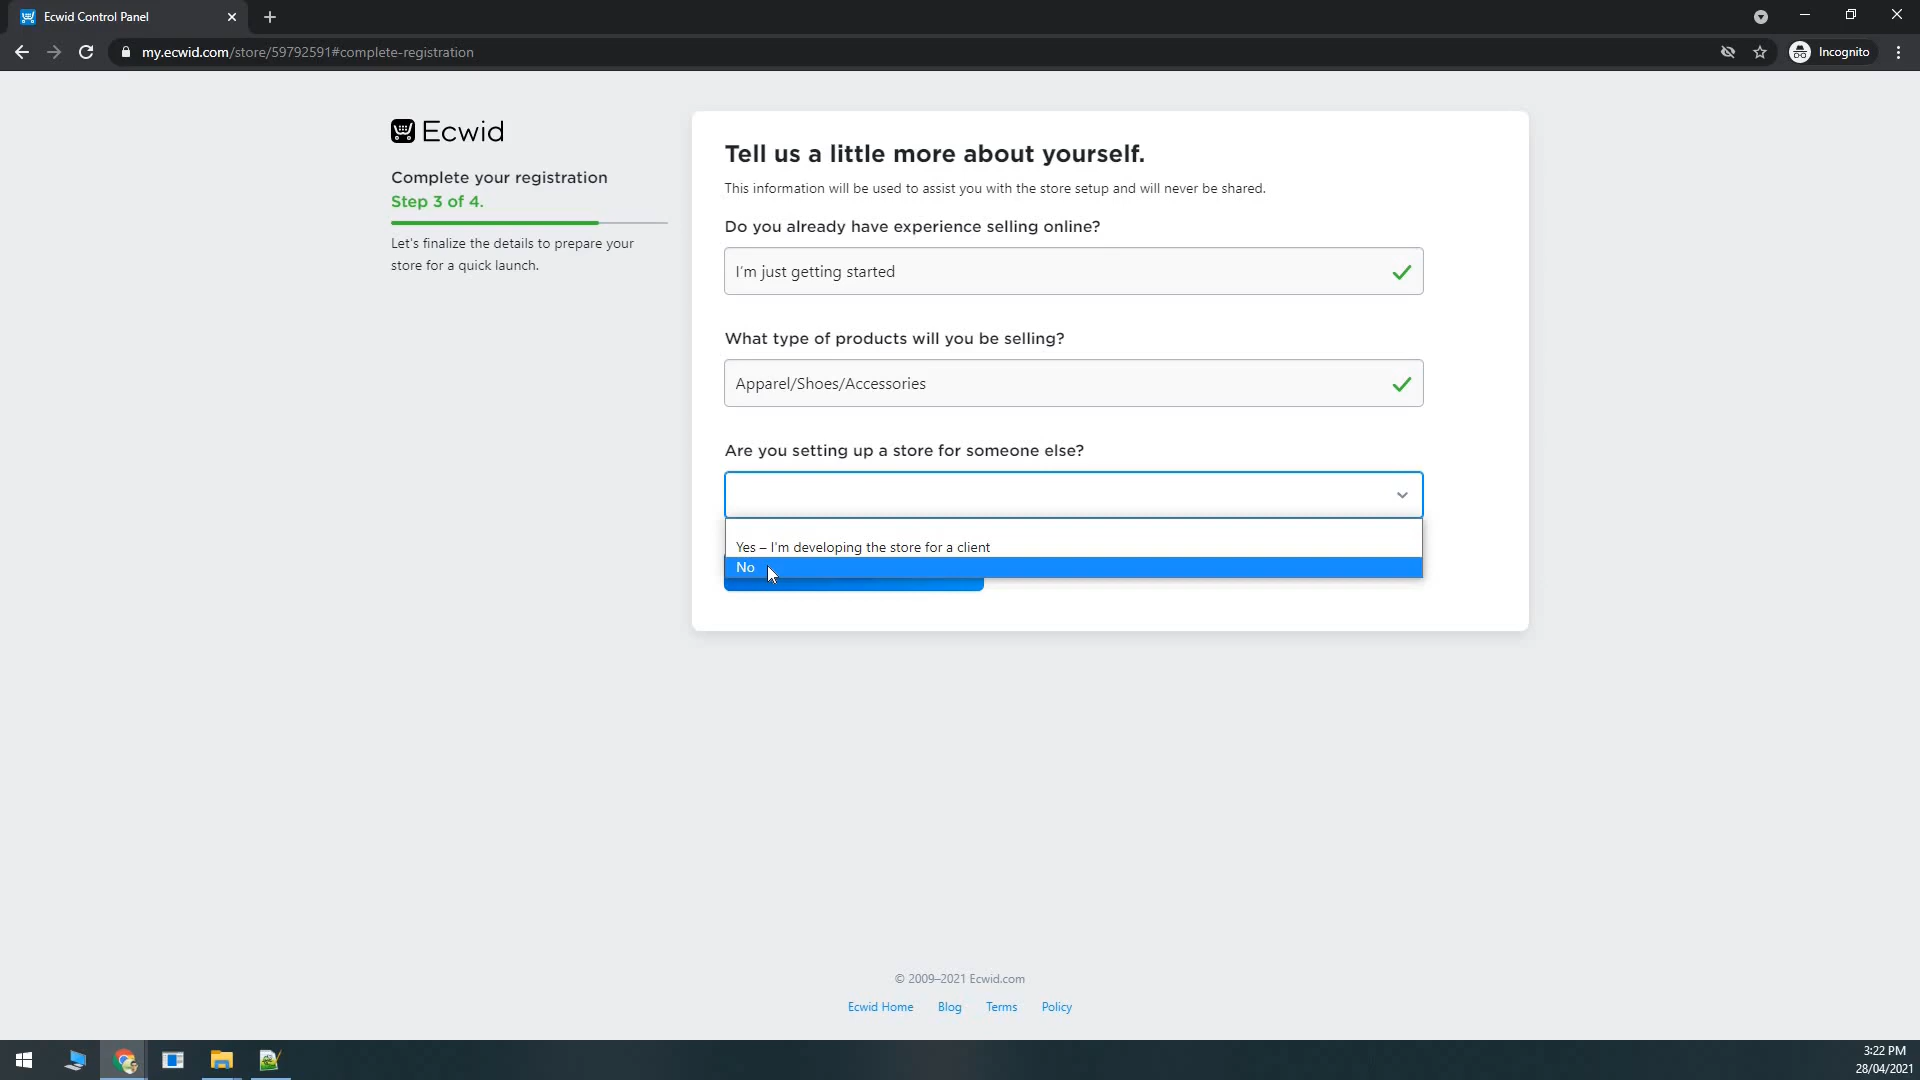 Ecwid Control Panel
my.ecwid.com/store/59792591#complete-registration
Incognito
Ecwid
Complete your registration
Step 3 of 4.
Let's finalize the details to prepare your
store for a quick launch.
Tell us a little more about yourself.
This information will be used to assist you with the store setup and will never be shared.
Do you already have experience selling online?
I'm just getting started
What type of products will you be selling?
Apparel/Shoes/Accessories
Are you setting up a store for someone else?
Yes – I'm developing the store for a client
No
© 2009–2021 Ecwid.com
Ecwid Home Blog Terms Policy
3:22 PM
28/04/2021